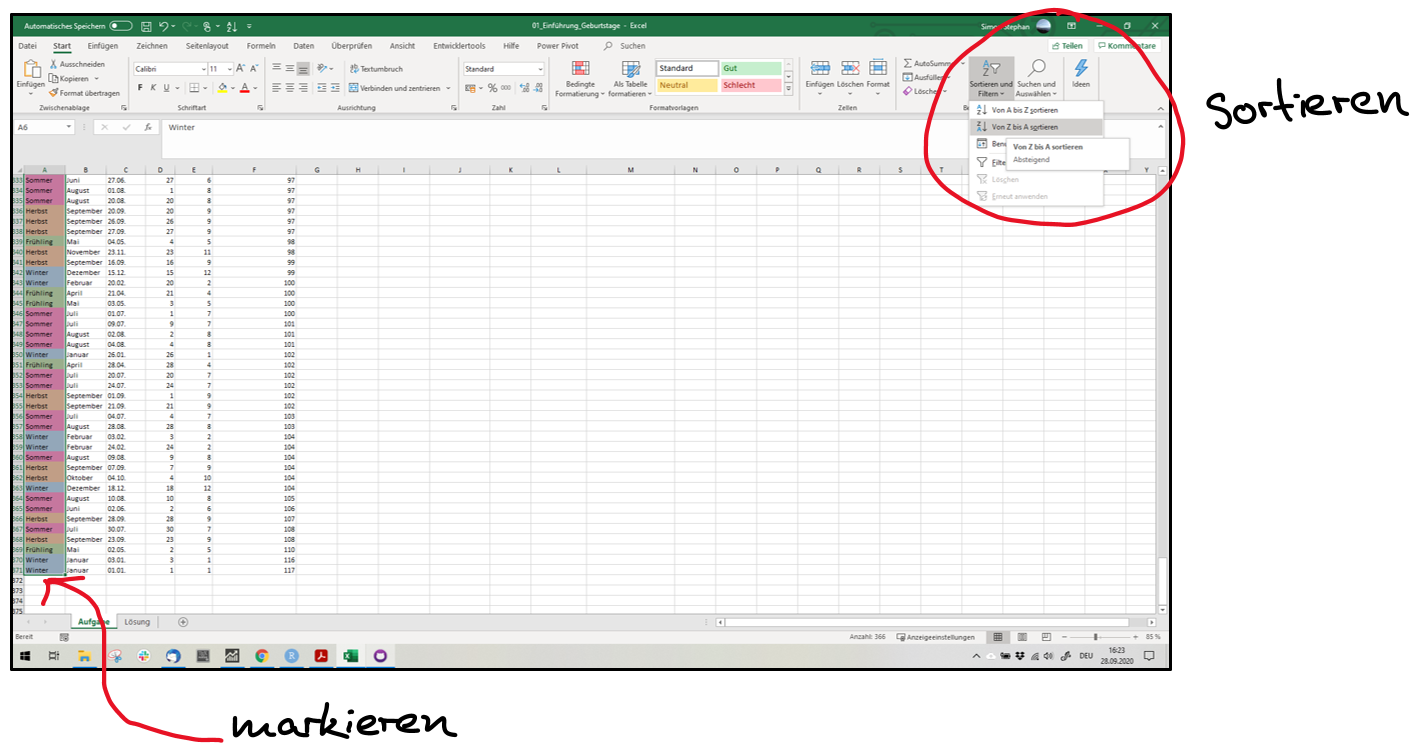 Automatisches Speichern
01_Einführung_Geburtstage - Excel
Datei Start Einfügen Zeichnen Seitenlayout Formeln Daten Überprüfen Ansicht Entwicklertools Hilfe Power Pivot Suchen Teilen Kommentare
Einfügen Ausschneiden Calibri 11 Textumbruch Standard Bedingte Als Tabelle Standard Gut Einfügen Löschen Format AutoSumme Sortieren und Suchen und Ideen
Kopieren F K U Verbinden und zentrieren Formatierung formatieren Neutral Schlecht Ausfüllen Filtern Auswählen
Format übertragen Löschen
Zwischenablage Schriftart Ausrichtung Zahl Formatvorlagen Zellen
Von A bis Z sortieren
Von Z bis A sortieren
Von Z bis A sortieren
Absteigend
Löschen
Erneut anwenden
Sortieren
A6 fx Winter
A B C D E F G H I J K L M N O P Q R S T Y
333 Sommer Juni 27.06. 27 6 97
334 Sommer August 01.08. 1 8 97
335 Sommer August 20.08. 20 8 97
336 Herbst September 20.09. 20 9 97
337 Herbst September 26.09. 26 9 97
338 Herbst September 27.09. 27 9 97
339 Frühling Mai 04.05. 4 5 98
340 Herbst November 23.11. 23 11 98
341 Herbst September 16.09. 16 9 99
342 Winter Dezember 15.12. 15 12 99
343 Winter Februar 20.02. 20 2 100
344 Frühling April 21.04. 21 4 100
345 Frühling Mai 03.05. 3 5 100
346 Sommer Juli 01.07. 1 7 100
347 Sommer Juli 09.07. 9 7 101
348 Sommer August 02.08. 2 8 101
349 Sommer August 04.08. 4 8 101
350 Winter Januar 26.01. 26 1 102
351 Frühling April 28.04. 28 4 102
352 Sommer Juli 20.07. 20 7 102
353 Sommer Juli 24.07. 24 7 102
354 Herbst September 01.09. 1 9 102
355 Herbst September 21.09. 21 9 102
356 Sommer Juli 04.07. 4 7 103
357 Sommer August 28.08. 28 8 103
358 Winter Februar 03.02. 3 2 104
359 Winter Februar 24.02. 24 2 104
360 Sommer August 09.08. 9 8 104
361 Herbst September 07.09. 7 9 104
362 Herbst Oktober 04.10. 4 10 104
363 Winter Dezember 18.12. 18 12 104
364 Sommer August 10.08. 10 8 105
365 Sommer Juni 02.06. 2 6 106
366 Herbst September 28.09. 28 9 107
367 Sommer Juli 30.07. 30 7 108
368 Herbst September 23.09. 23 9 108
369 Frühling Mai 02.05. 2 5 110
370 Winter Januar 03.01. 3 1 116
371 Winter Januar 01.01. 1 1 117
372
373
374
375
Aufgabe Lösung
Bereit Anzahl: 366 Anzeigeeinstellungen 85 %
DEU 16:23
28.09.2020
markieren